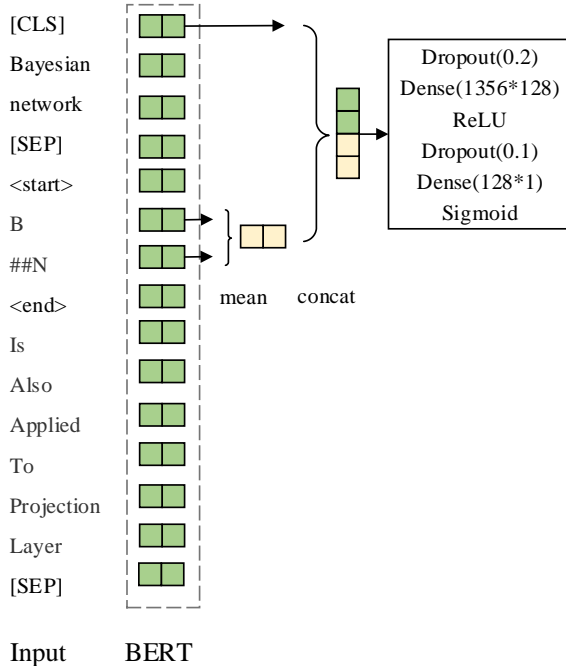 [CLS]
Bayesian
network
[SEP]
<start>
B
##N
<end>
Is
Also
Applied
To
Projection
Layer
[SEP]
Input BERT
mean concat
Dropout(0.2)
Dense(1356*128)
ReLU
Dropout(0.1)
Dense(128*1)
Sigmoid